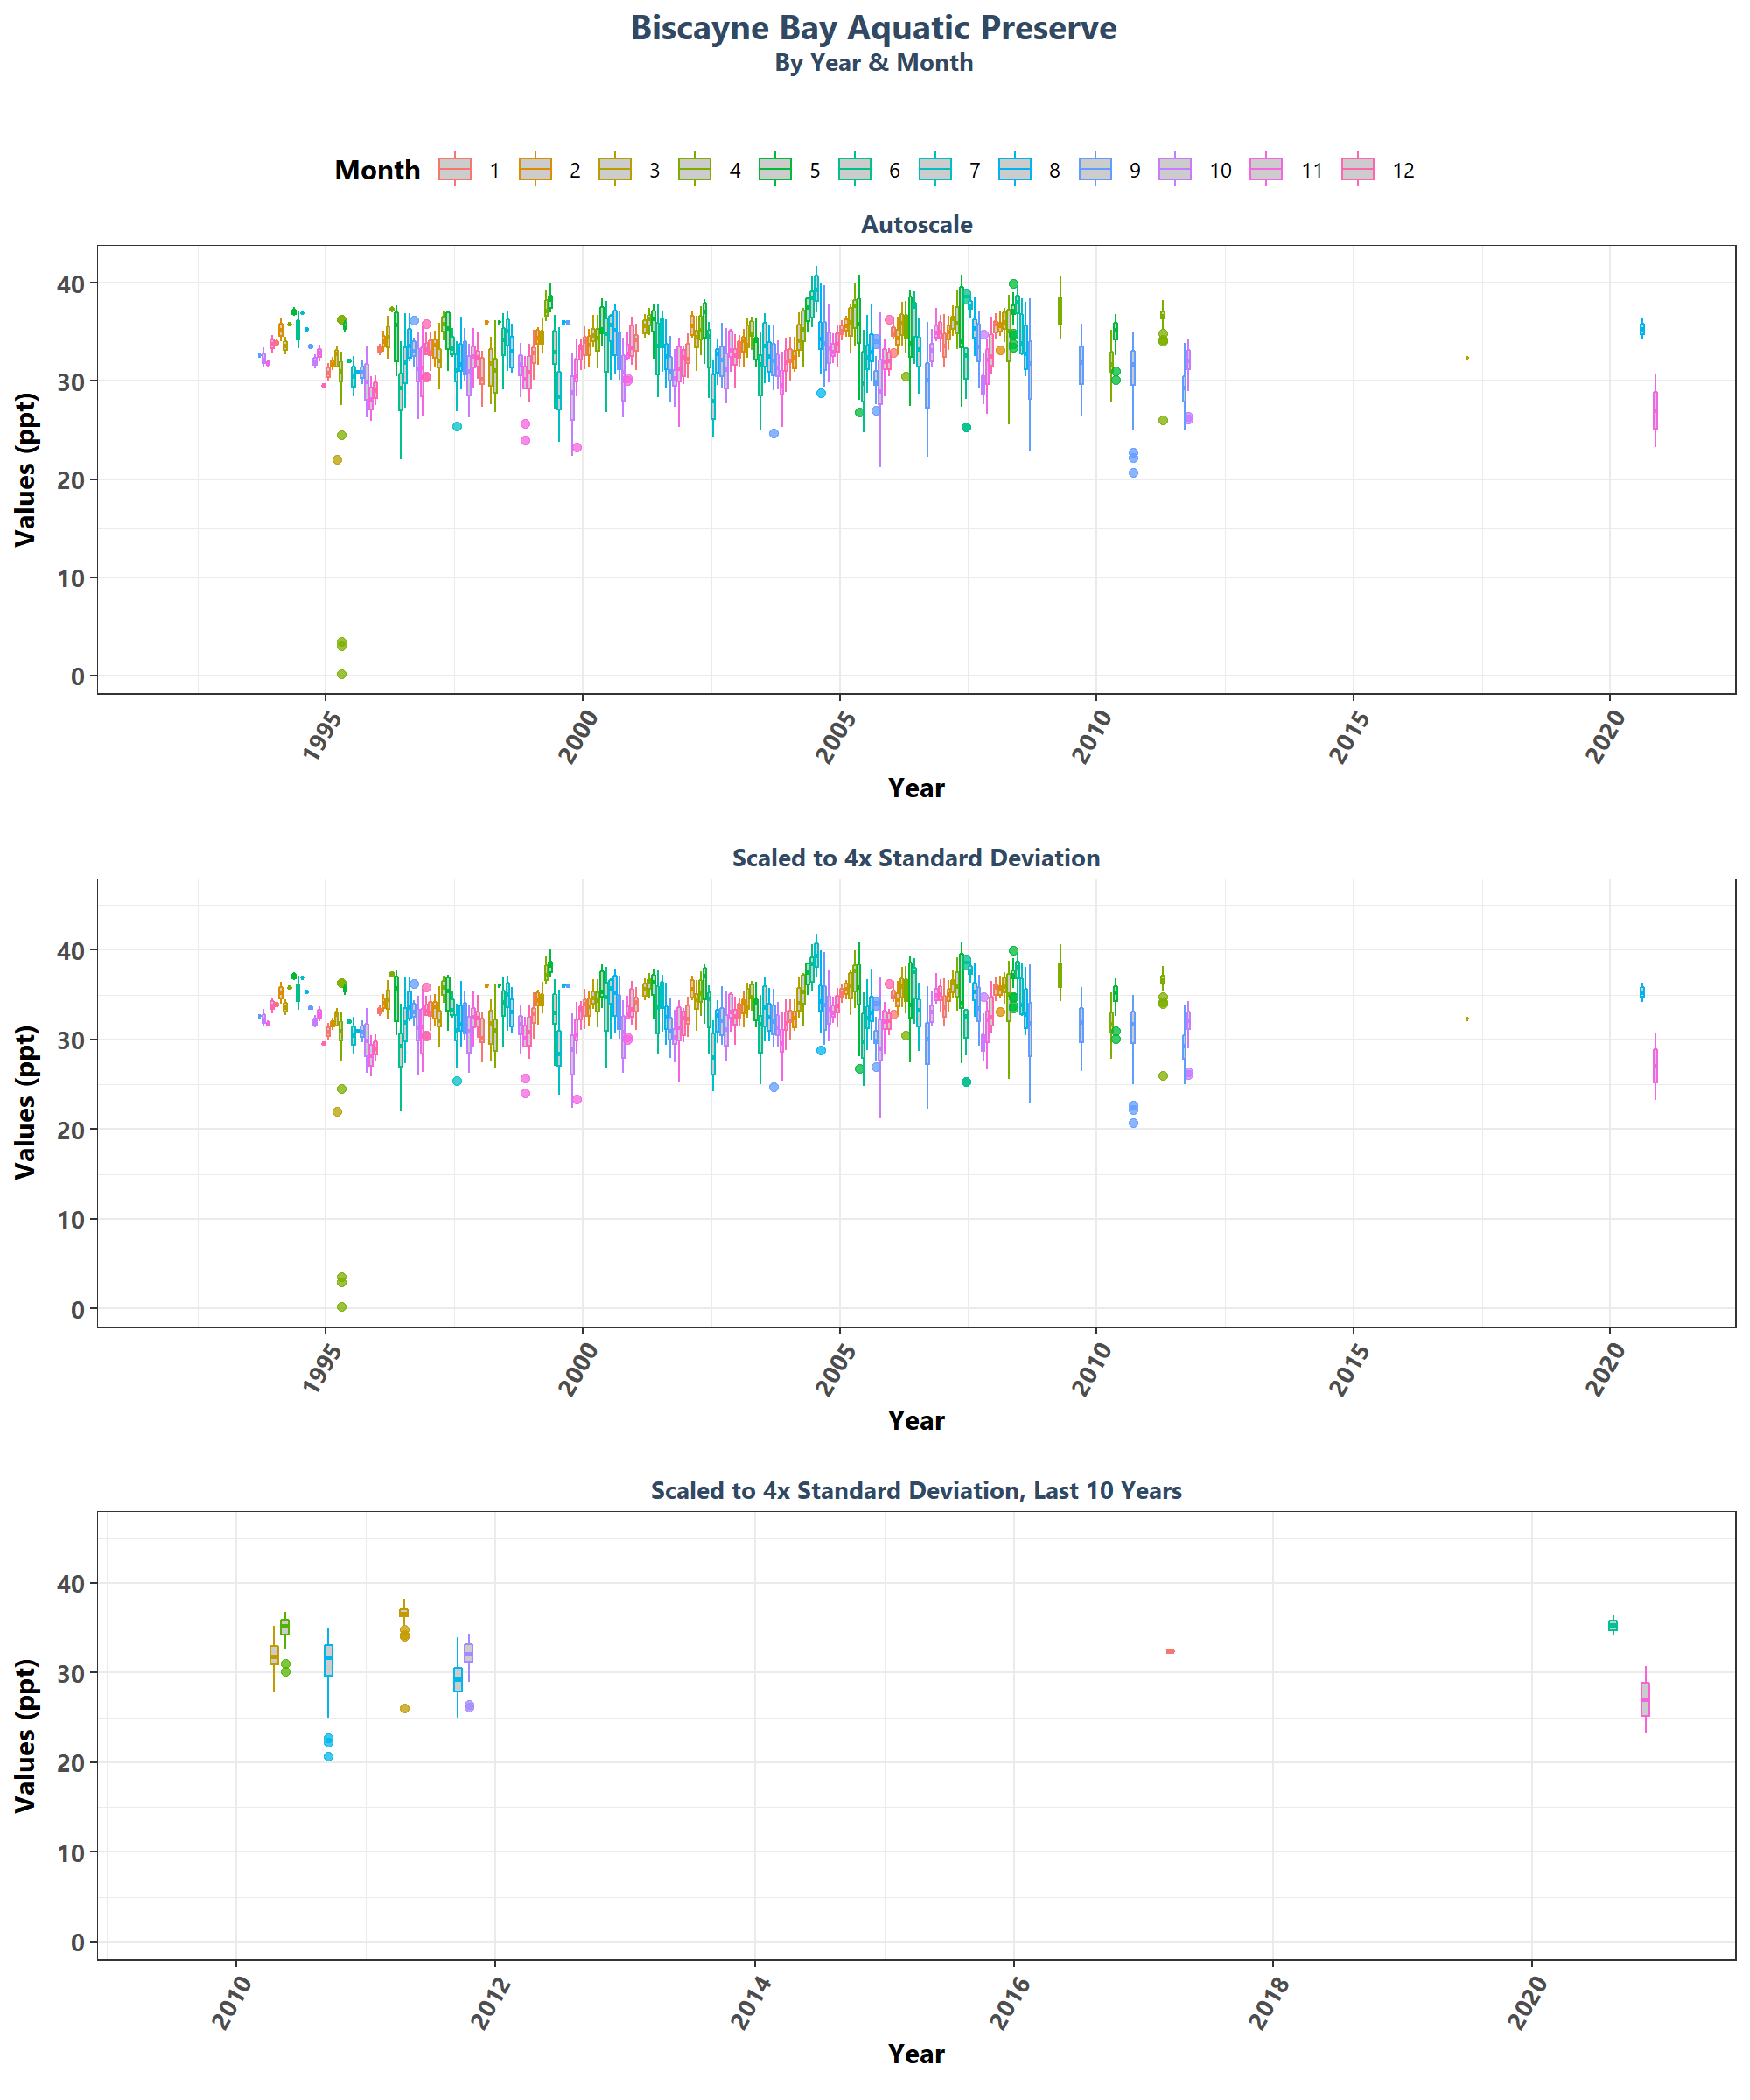 Biscayne Bay Aquatic Preserve
By Year & Month
Month 1 2 3 4 5 6 7 8 9 10 11 12
Autoscale
Values (ppt)
40
30
20
10
0
1995 2000 2005 2010 2015 2020
Year
Scaled to 4x Standard Deviation
Values (ppt)
40
30
20
10
0
1995 2000 2005 2010 2015 2020
Year
Scaled to 4x Standard Deviation, Last 10 Years
Values (ppt)
40
30
20
10
0
2010 2012 2014 2016 2018 2020
Year